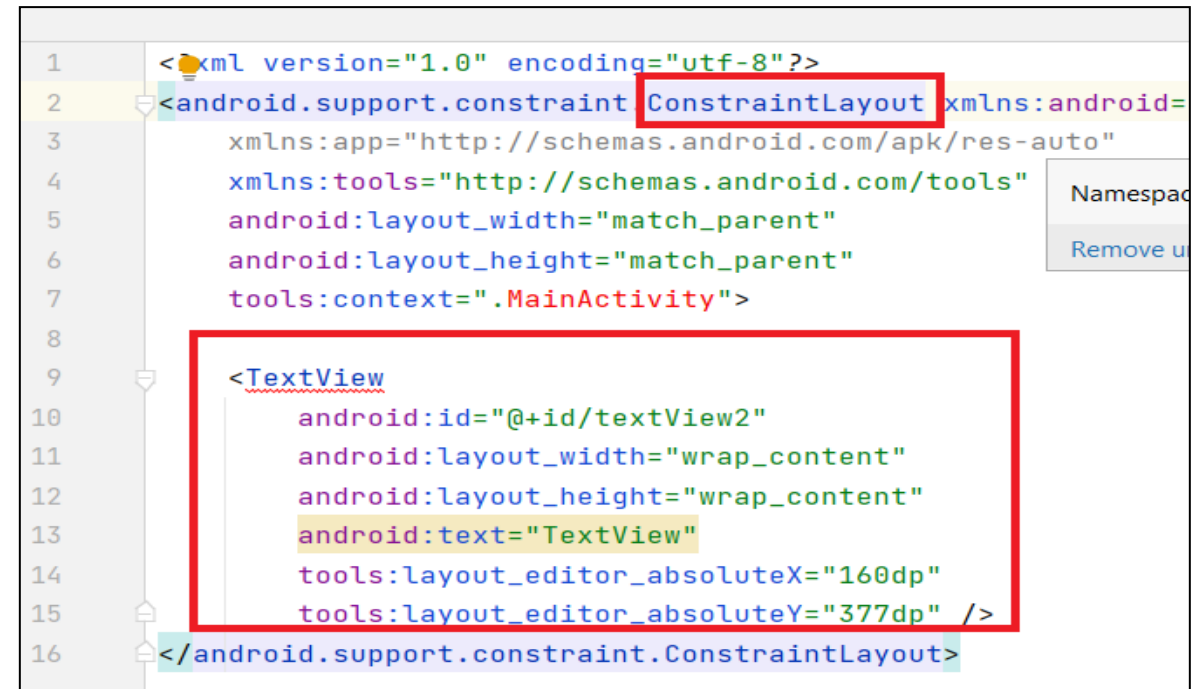 1 <?xml version="1.0" encoding="utf-8"?>
2 <android.support.constraint.ConstraintLayout xmlns:android=
3 xmlns:app="http://schemas.android.com/apk/res-auto"
4 xmlns:tools="http://schemas.android.com/tools"
Namespac
5 android:layout_width="match_parent"
6 android:layout_height="match_parent"
Remove u
7 tools:context=".MainActivity">
8
9 <TextView
10 android:id="@+id/textView2"
11 android:layout_width="wrap_content"
12 android:layout_height="wrap_content"
13 android:text="TextView"
14 tools:layout_editor_absoluteX="160dp"
15 tools:layout_editor_absoluteY="377dp" />
16 </android.support.constraint.ConstraintLayout>